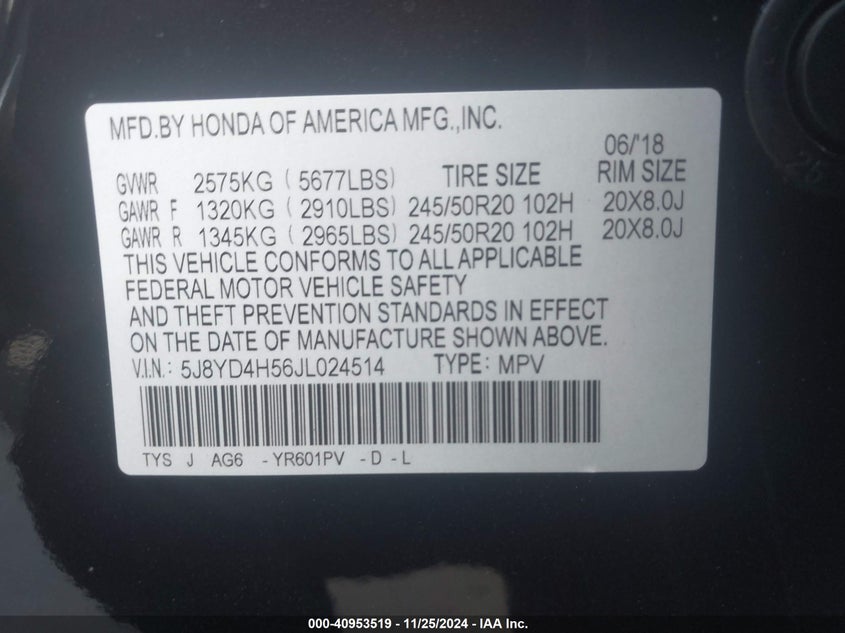 MFD.BY HONDA OF AMERICA MFG.,INC.
06/'18
GVWR 2575KG ( 5677LBS) TIRE SIZE RIM SIZE
GAWR F 1320KG ( 2910LBS) 245/50R20 102H 20X8.0J
GAWR R 1345KG ( 2965LBS) 245/50R20 102H 20X8.0J
THIS VEHICLE CONFORMS TO ALL APPLICABLE
FEDERAL MOTOR VEHICLE SAFETY
AND THEFT PREVENTION STANDARDS IN EFFECT
ON THE DATE OF MANUFACTURE SHOWN ABOVE.
V.I.N.: 5J8YD4H56JL024514 TYPE: MPV
TYS J AG6 -YR601PV -D -L
000-40953519 - 11/25/2024 - IAA Inc.